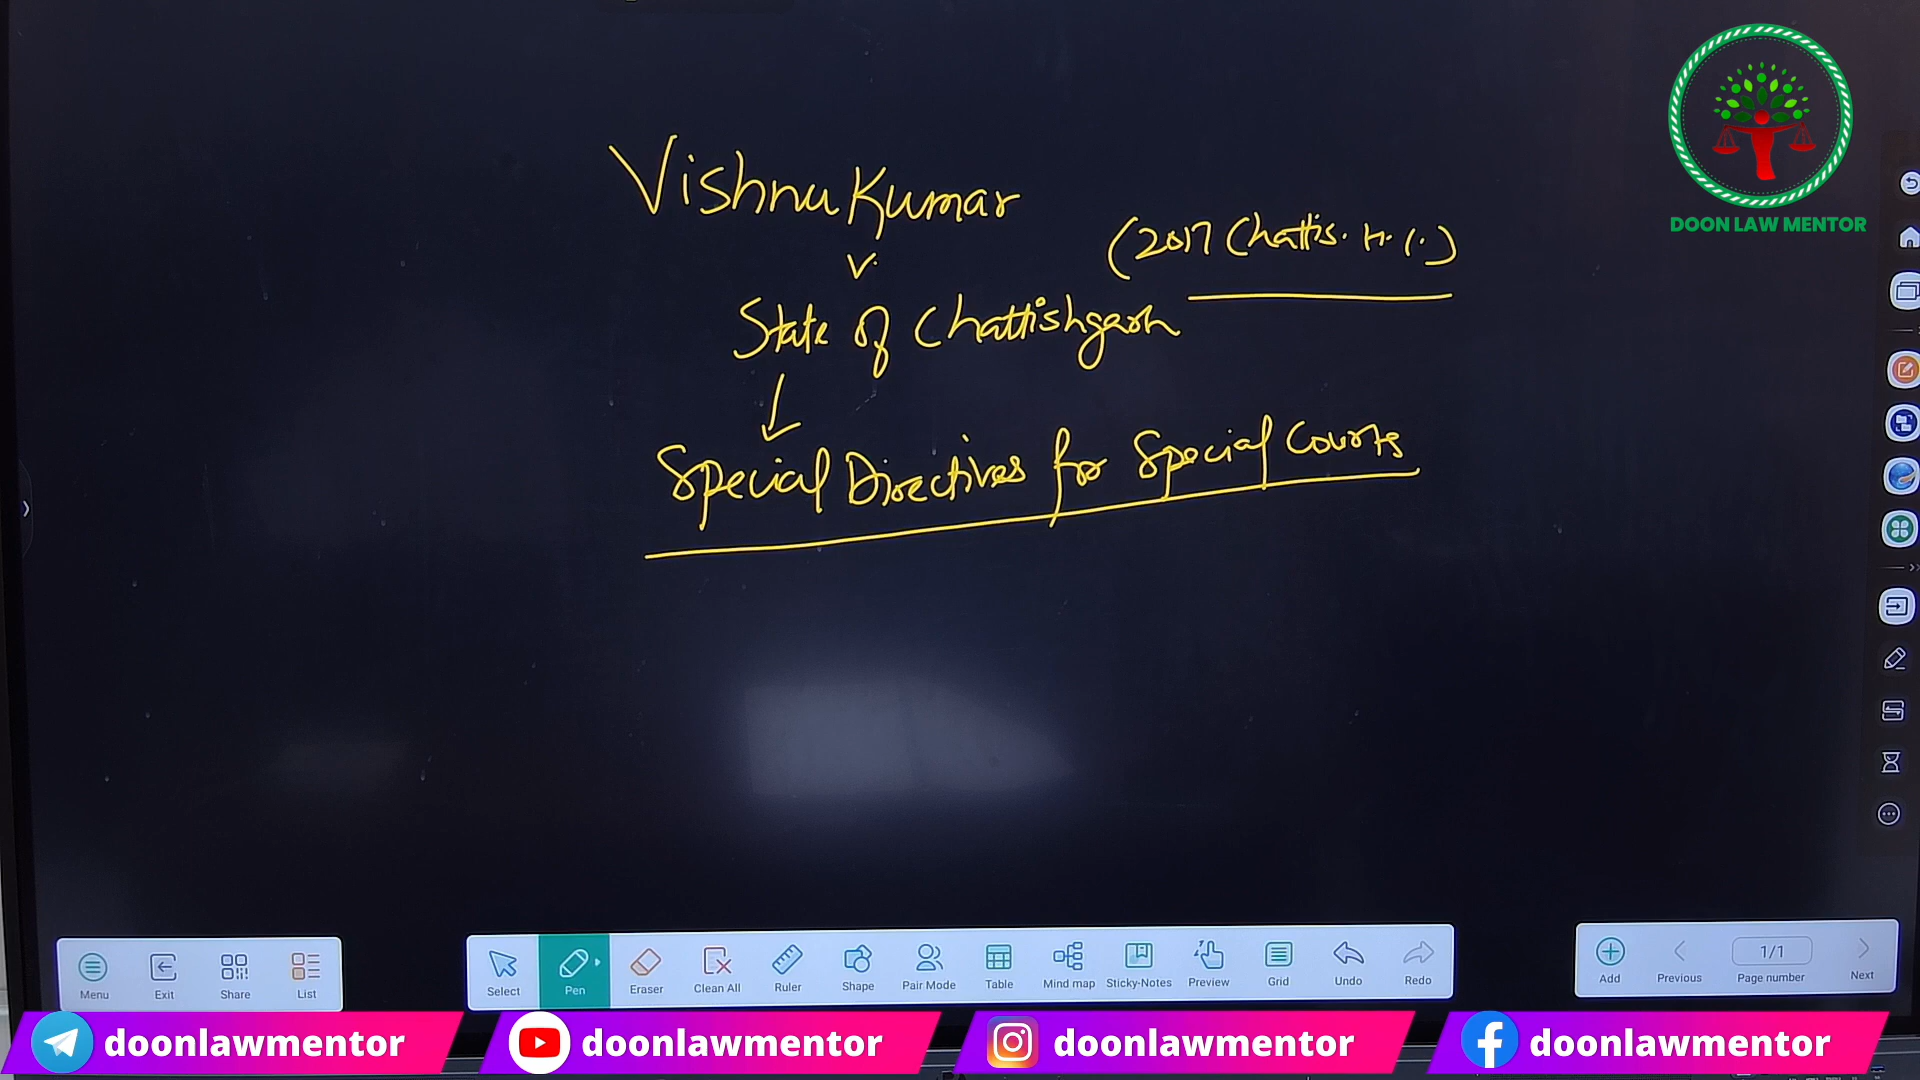 Vishnu Kumar
(2017 Chattis. H.C.)
v.
State of Chattishgarh
Special Directives for Special Courts
DOON LAW MENTOR
Menu
Exit
Share
List
Select
Pen
Eraser
Clean All
Ruler
Shape
Pair Mode
Table
Mind map
Sticky-Notes
Preview
Grid
Undo
Redo
Add
Previous
1/1
Page number
Next
doonlawmentor
doonlawmentor
doonlawmentor
doonlawmentor